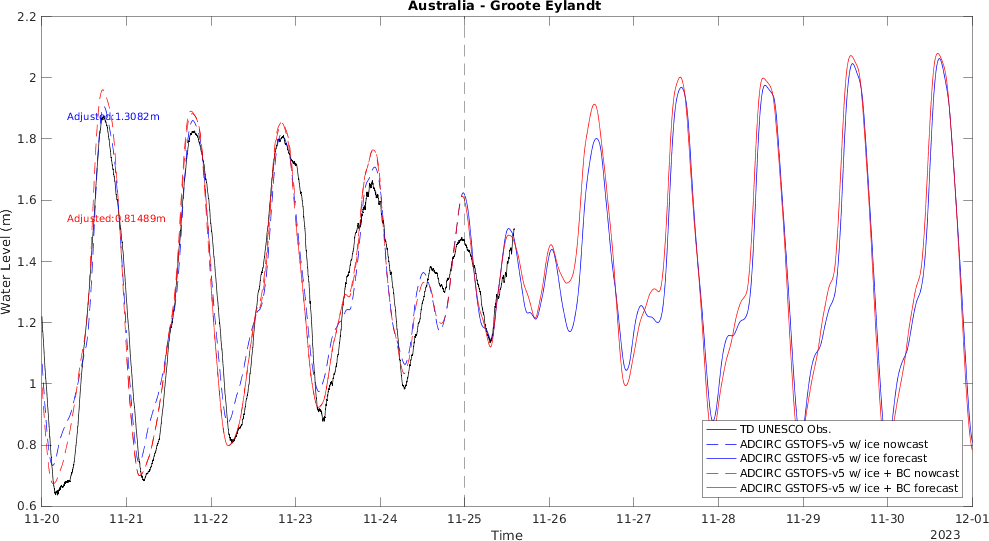 Australia - Groote Eylandt
2.2
2
1.8
1.6
1.4
1.2
1
0.8
0.6
Water Level (m)
Adjusted:1.3082m
Adjusted:0.81489m
TD UNESCO Obs.
ADCIRC GSTOFS-v5 w/ ice nowcast
ADCIRC GSTOFS-v5 w/ ice forecast
ADCIRC GSTOFS-v5 w/ ice + BC nowcast
ADCIRC GSTOFS-v5 w/ ice + BC forecast
11-20 11-21 11-22 11-23 11-24 11-25 11-26 11-27 11-28 11-29 11-30 12-01
Time
2023